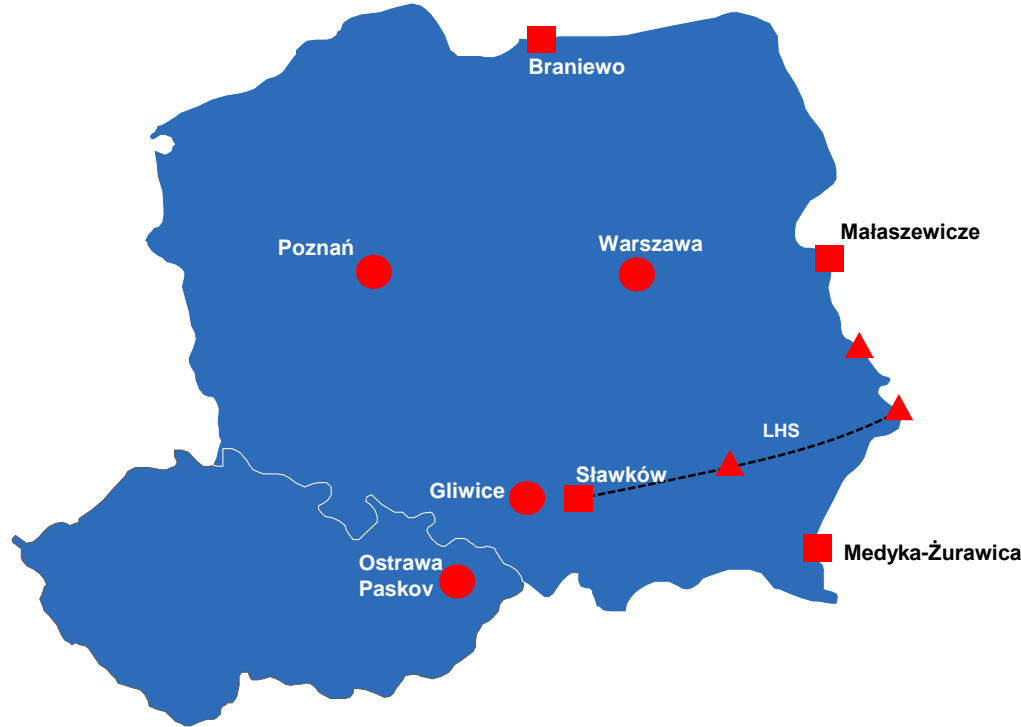 Braniewo
Małaszewicze
Poznań
Warszawa
LHS
Sławków
Gliwice
Medyka-Żurawica
Ostrawa
Paskov